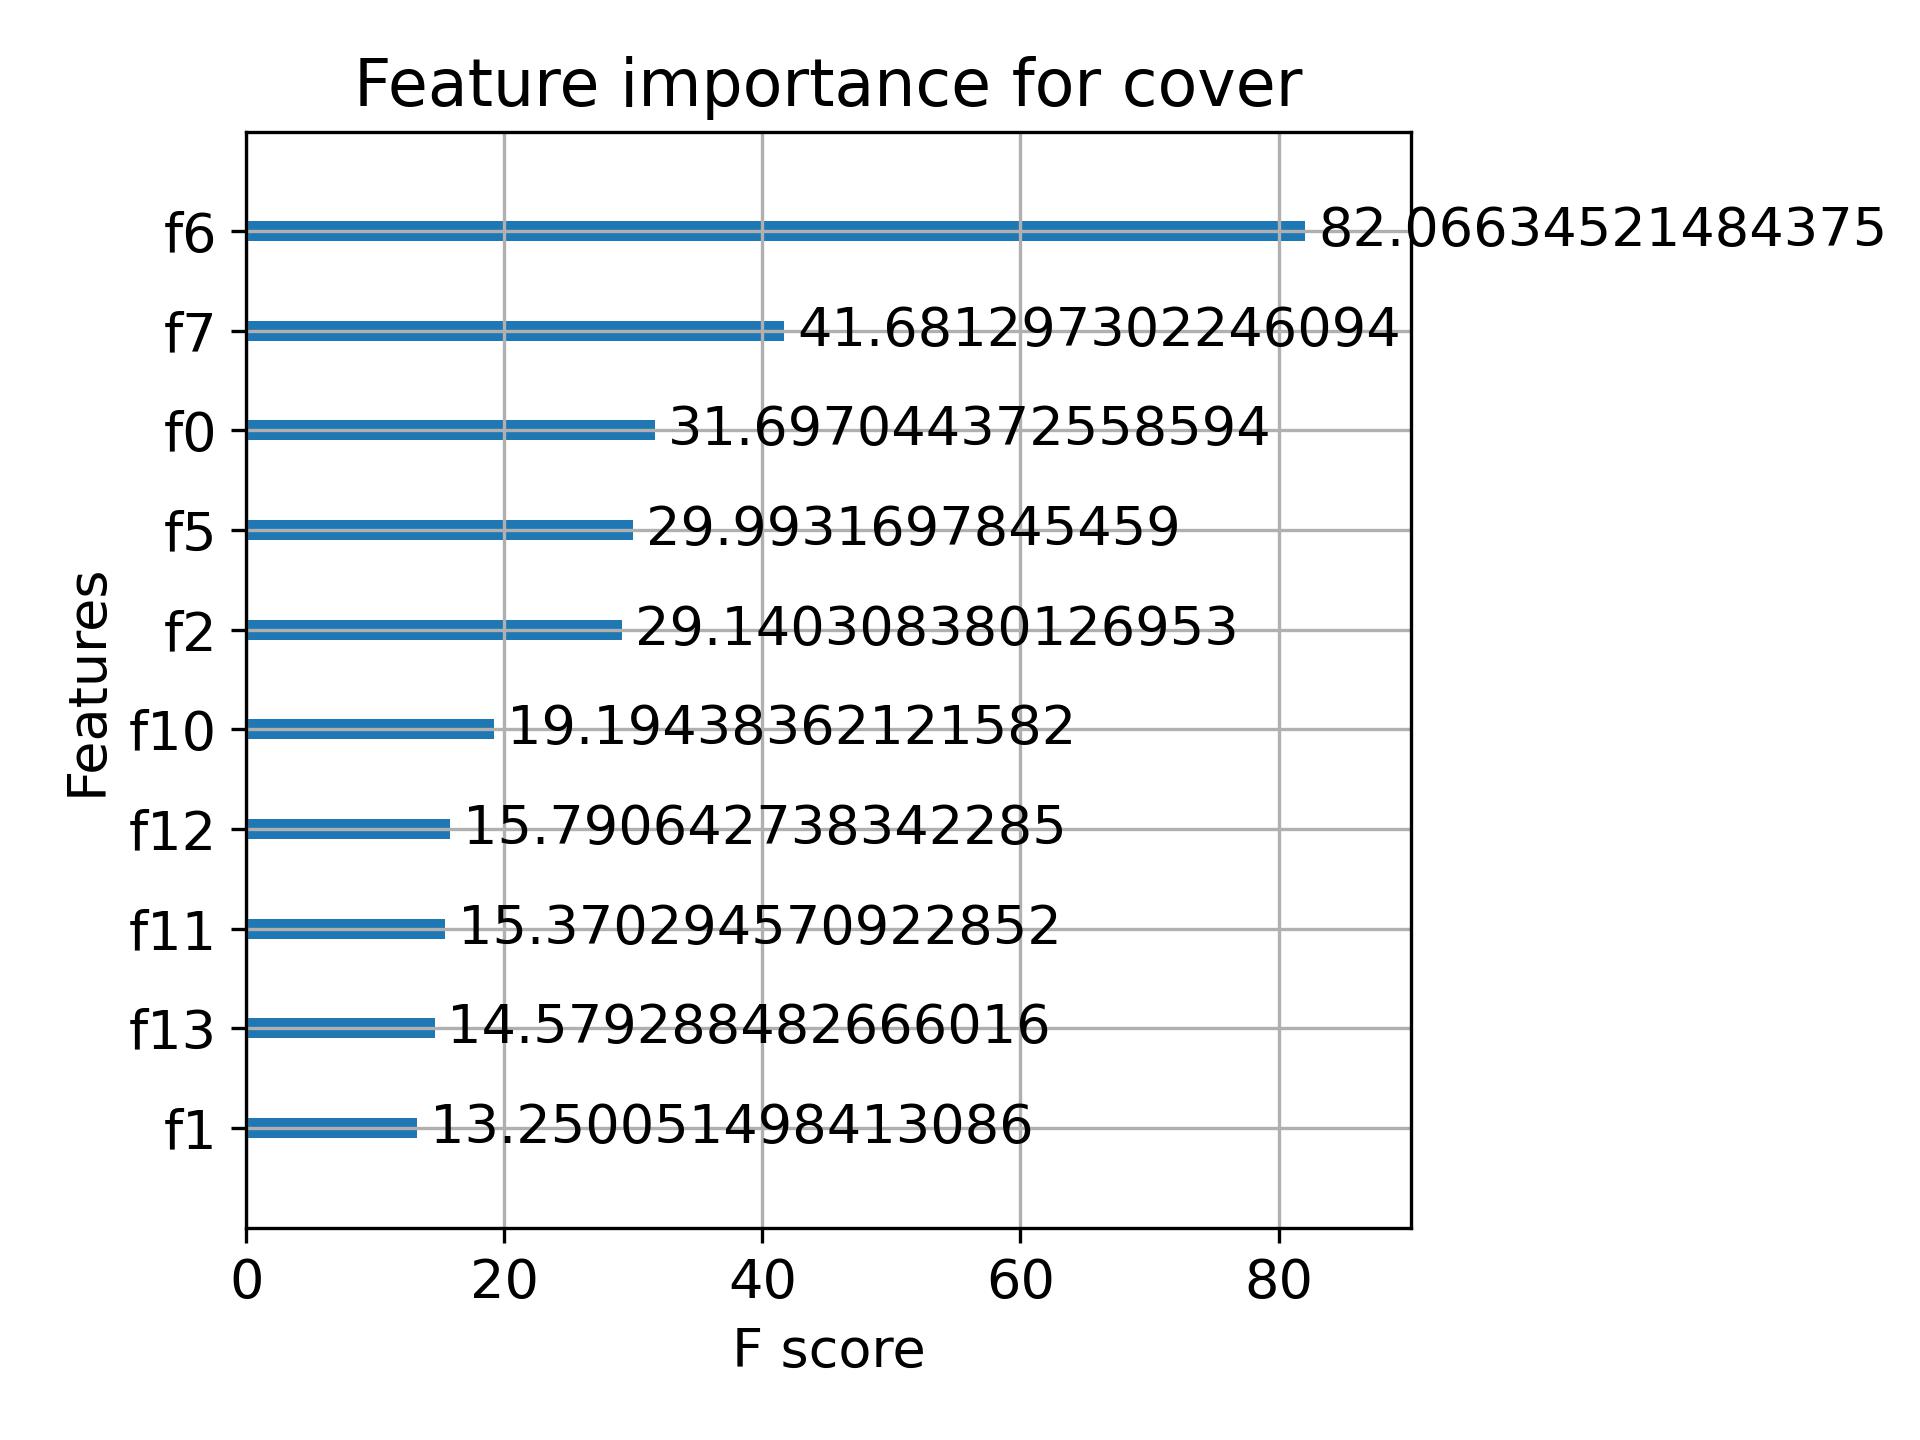 Feature importance for cover
Features
f6 82.06634521484375
f7 41.681297302246094
f0 31.697044372558594
f5 29.9931697845459
f2 29.140308380126953
f10 19.19438362121582
f12 15.790642738342285
f11 15.370294570922852
f13 14.579288482666016
f1 13.250051498413086
0 20 40 60 80
F score